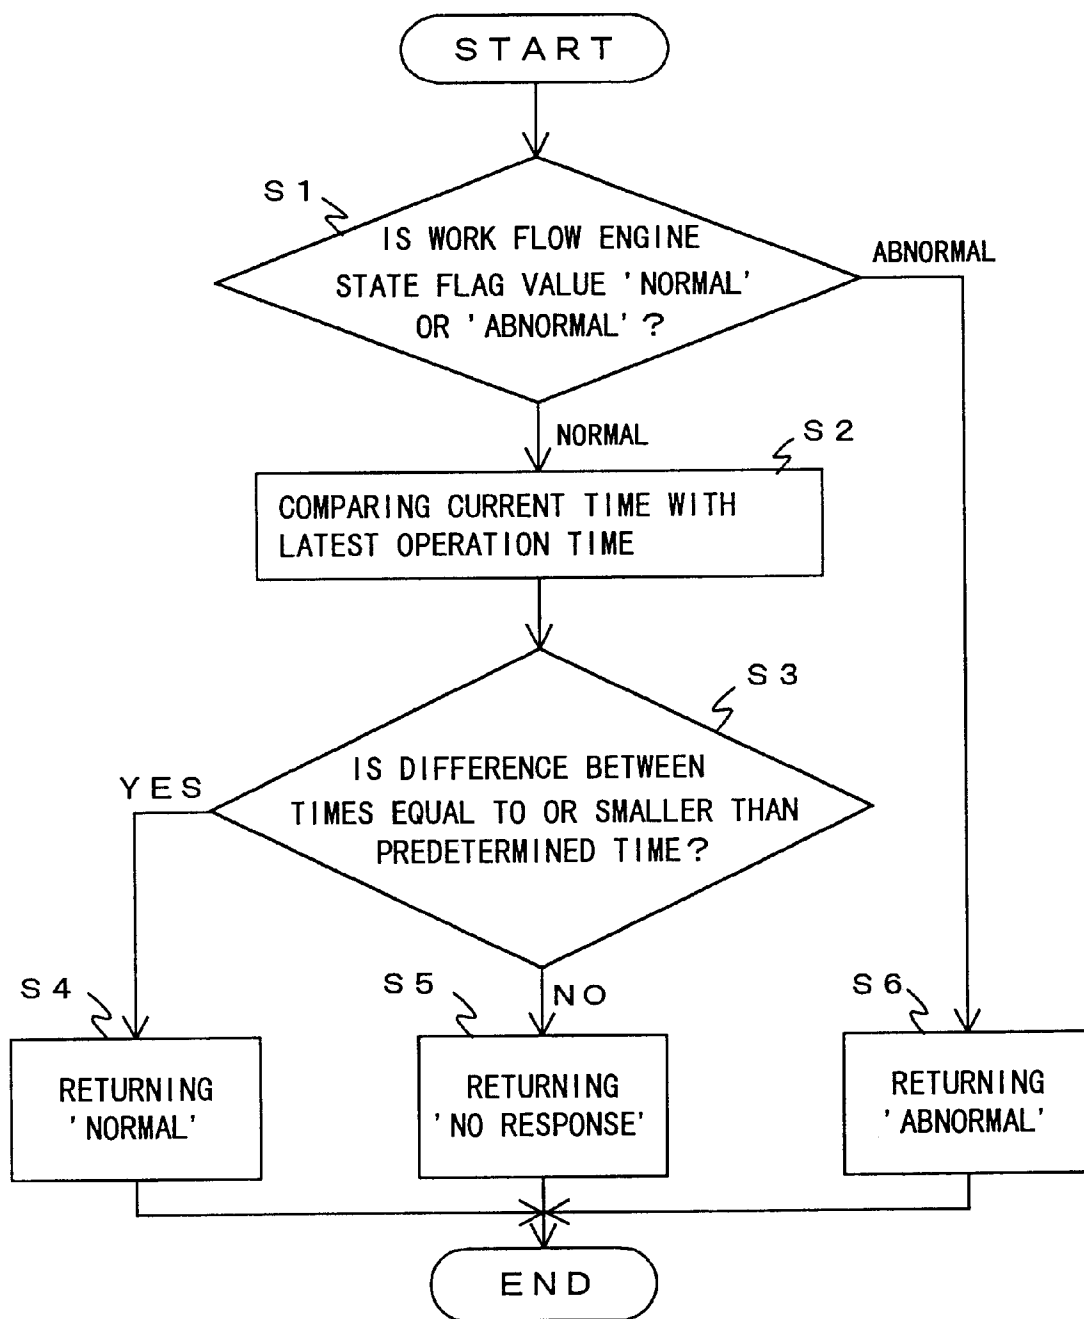 START
S1
IS WORK FLOW ENGINE
STATE FLAG VALUE 'NORMAL'
OR 'ABNORMAL'?
ABNORMAL
NORMAL
S2
COMPARING CURRENT TIME WITH
LATEST OPERATION TIME
S3
IS DIFFERENCE BETWEEN
TIMES EQUAL TO OR SMALLER THAN
PREDETERMINED TIME?
YES
NO
S4
RETURNING
'NORMAL'
S5
RETURNING
'NO RESPONSE'
S6
RETURNING
'ABNORMAL'
END